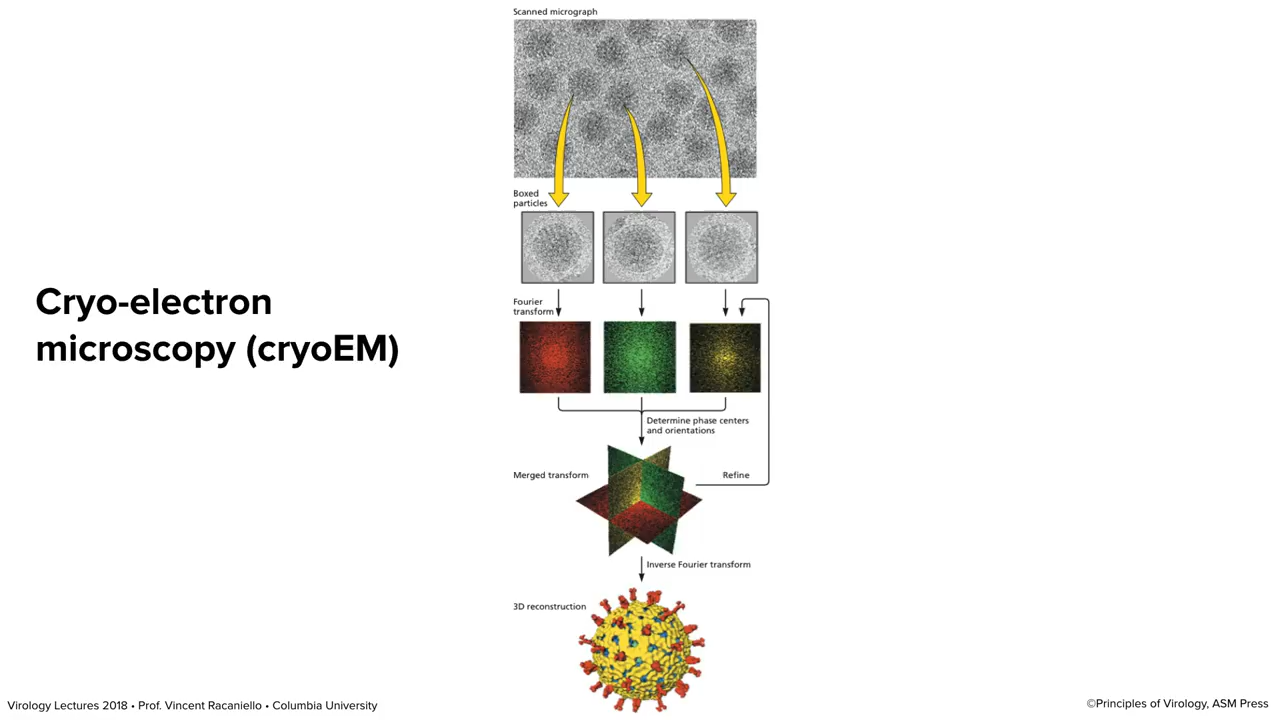 Scanned micrograph
Boxed
particles
Fourier
transform
Cryo-electron
microscopy (cryoEM)
Determine phase centers
and orientations
Merged transform
Refine
Inverse Fourier transform
3D reconstruction
Virology Lectures 2018 • Prof. Vincent Racaniello • Columbia University
©Principles of Virology, ASM Press